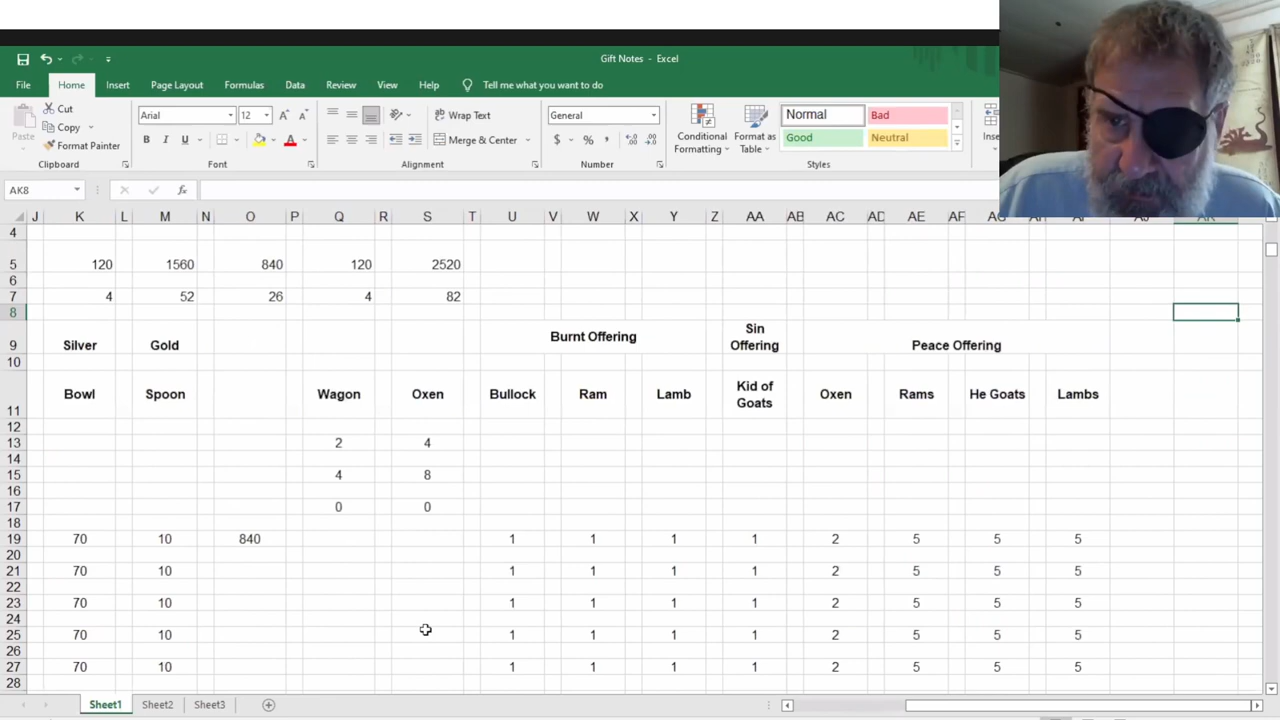 Gift Notes - Excel
File Home Insert Page Layout Formulas Data Review View Help Tell me what you want to do
Cut
Copy
Format Painter
Paste
Clipboard
Arial 12
B I U
Font
Wrap Text
Merge & Center
Alignment
General
$ % ,
Number
Conditional Formatting
Format as Table
Normal Bad
Good Neutral
Styles
AK8 fx
J K L M N O P Q R S T U V W X Y Z AA AB AC AD AE AF
4
5 120 1560 840 120 2520
6
7 4 52 26 4 82
8
9 Silver Gold Burnt Offering Sin Offering Peace Offering
10
11 Bowl Spoon Wagon Oxen Bullock Ram Lamb Kid of Goats Oxen Rams He Goats Lambs
12
13 2 4
14
15 4 8
16
17 0 0
18
19 70 10 840 1 1 1 1 2 5 5 5
20
21 70 10 1 1 1 1 2 5 5 5
22
23 70 10 1 1 1 1 2 5 5 5
24
25 70 10 1 1 1 1 2 5 5 5
26
27 70 10 1 1 1 1 2 5 5 5
28
Sheet1 Sheet2 Sheet3